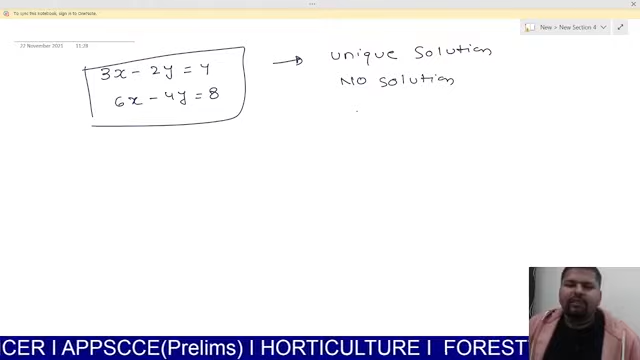 To sync this notebook, sign in to OneNote.
New > New Section 4
22 November 2021 11:28
3x - 2y = 4
6x - 4y = 8
unique solution
No solution
CER I APPSCCE(Prelims) I HORTICULTURE I FOREST